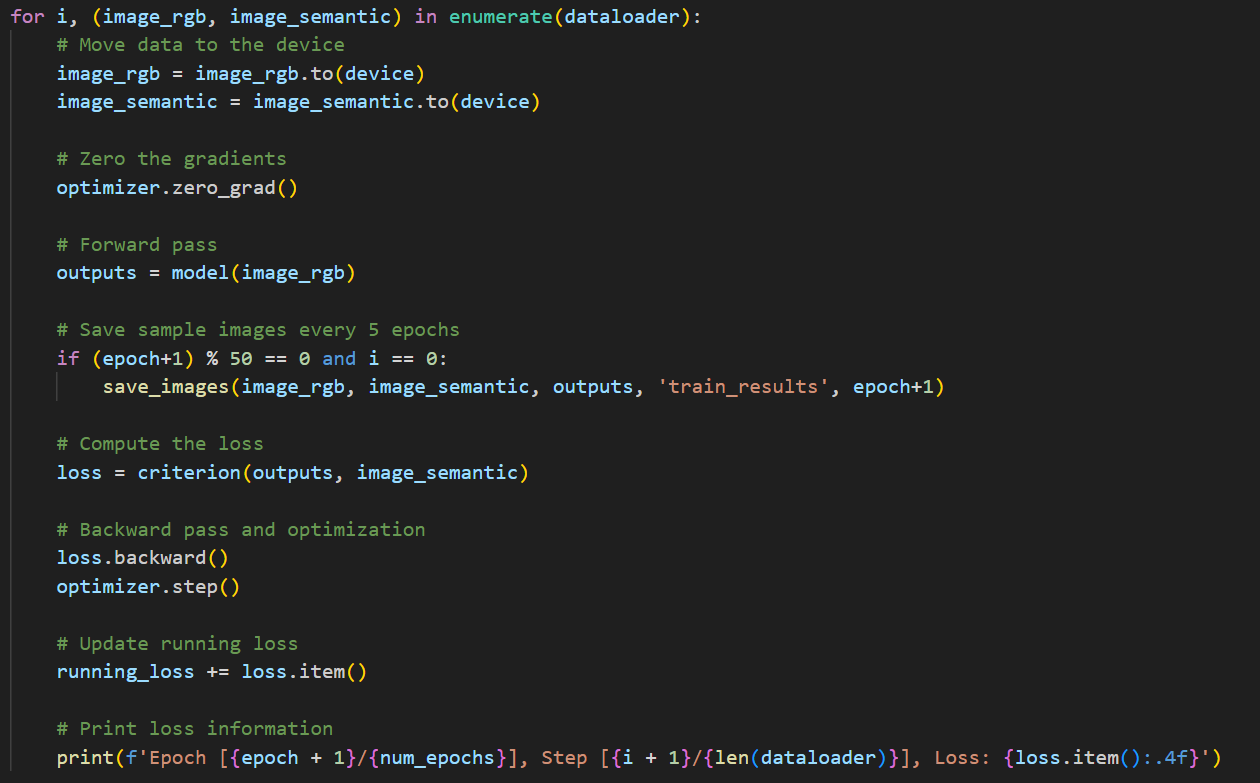 for i, (image_rgb, image_semantic) in enumerate(dataloader):
    # Move data to the device
    image_rgb = image_rgb.to(device)
    image_semantic = image_semantic.to(device)

    # Zero the gradients
    optimizer.zero_grad()

    # Forward pass
    outputs = model(image_rgb)

    # Save sample images every 5 epochs
    if (epoch+1) % 50 == 0 and i == 0:
        save_images(image_rgb, image_semantic, outputs, 'train_results', epoch+1)

    # Compute the loss
    loss = criterion(outputs, image_semantic)

    # Backward pass and optimization
    loss.backward()
    optimizer.step()

    # Update running loss
    running_loss += loss.item()

    # Print loss information
    print(f'Epoch [{epoch + 1}/{num_epochs}], Step [{i + 1}/{len(dataloader)}], Loss: {loss.item():.4f}')